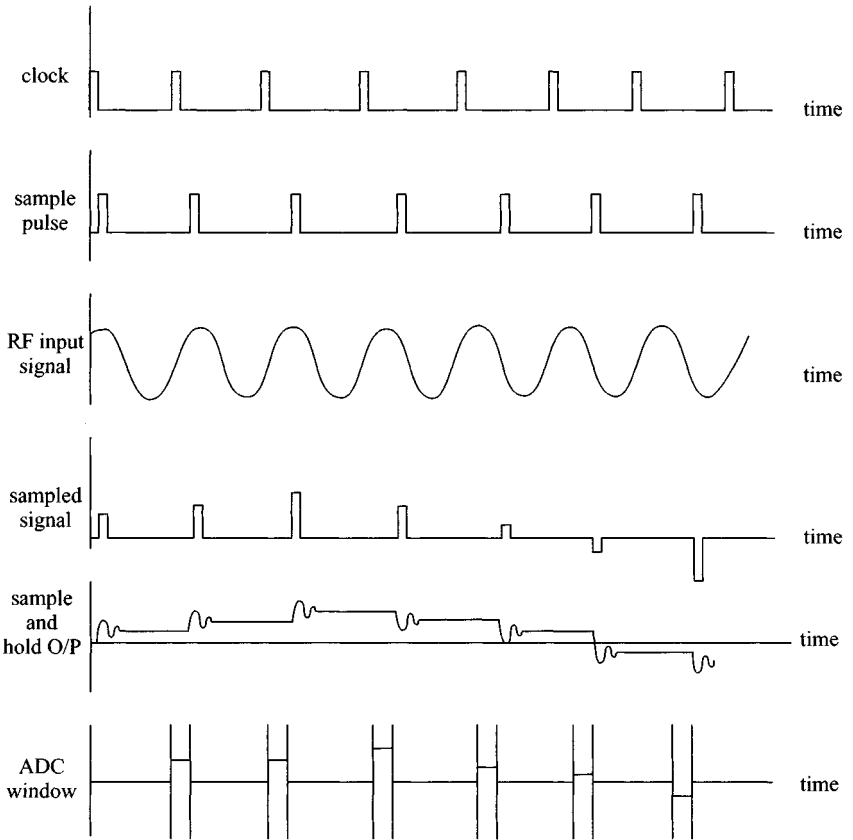 clock
time
sample
pulse
time
RF input
signal
time
sampled
signal
time
sample
and
hold O/P
time
ADC
window
time